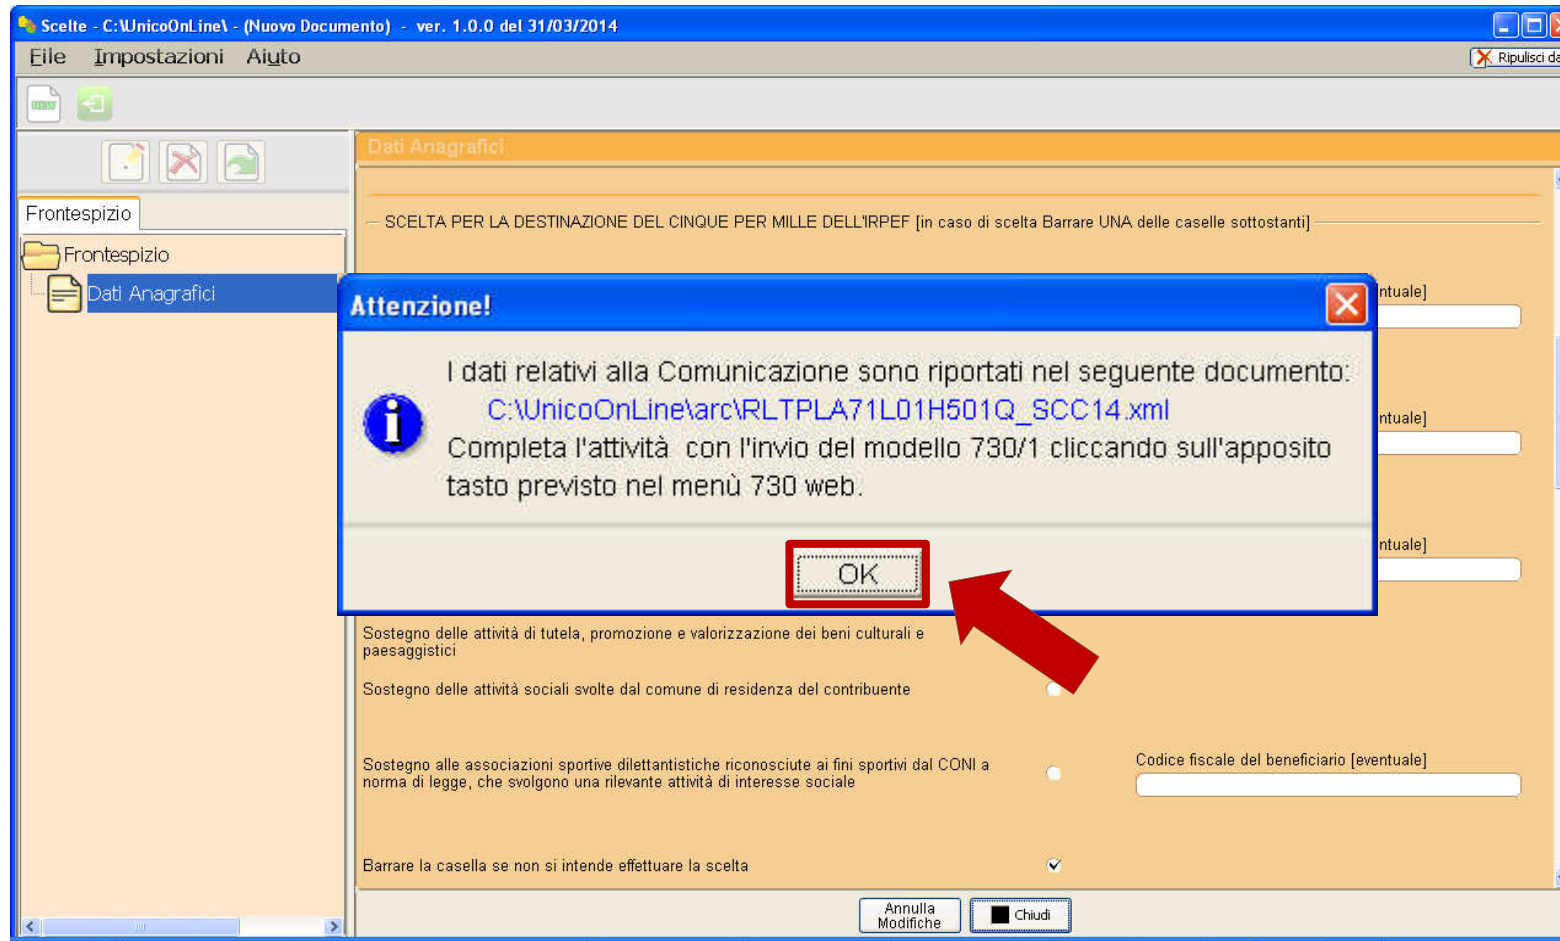 Scelte - C:\UnicoOnLine\ - (Nuovo Documento) - ver. 1.0.0 del 31/03/2014
File Impostazioni Aiuto
Ripulisci da
Dati Anagrafici
Frontespizio
SCELTA PER LA DESTINAZIONE DEL CINQUE PER MILLE DELL'IRPEF [in caso di scelta Barrare UNA delle caselle sottostanti]
Frontespizio
Dati Anagrafici
ntuale]
Attenzione!
I dati relativi alla Comunicazione sono riportati nel seguente documento:
C:\UnicoOnLine\arc\RLTPLA71L01H501Q_SCC14.xml
Completa l'attività con l'invio del modello 730/1 cliccando sull'apposito
tasto previsto nel menù 730 web.
ntuale]
ntuale]
OK
Sostegno delle attività di tutela, promozione e valorizzazione dei beni culturali e
paesaggistici
Sostegno delle attività sociali svolte dal comune di residenza del contribuente
Sostegno alle associazioni sportive dilettantistiche riconosciute ai fini sportivi dal CONI a
norma di legge, che svolgono una rilevante attività di interesse sociale
Codice fiscale del beneficiario [eventuale]
Barrare la casella se non si intende effettuare la scelta
Annulla
Modifiche
Chiudi